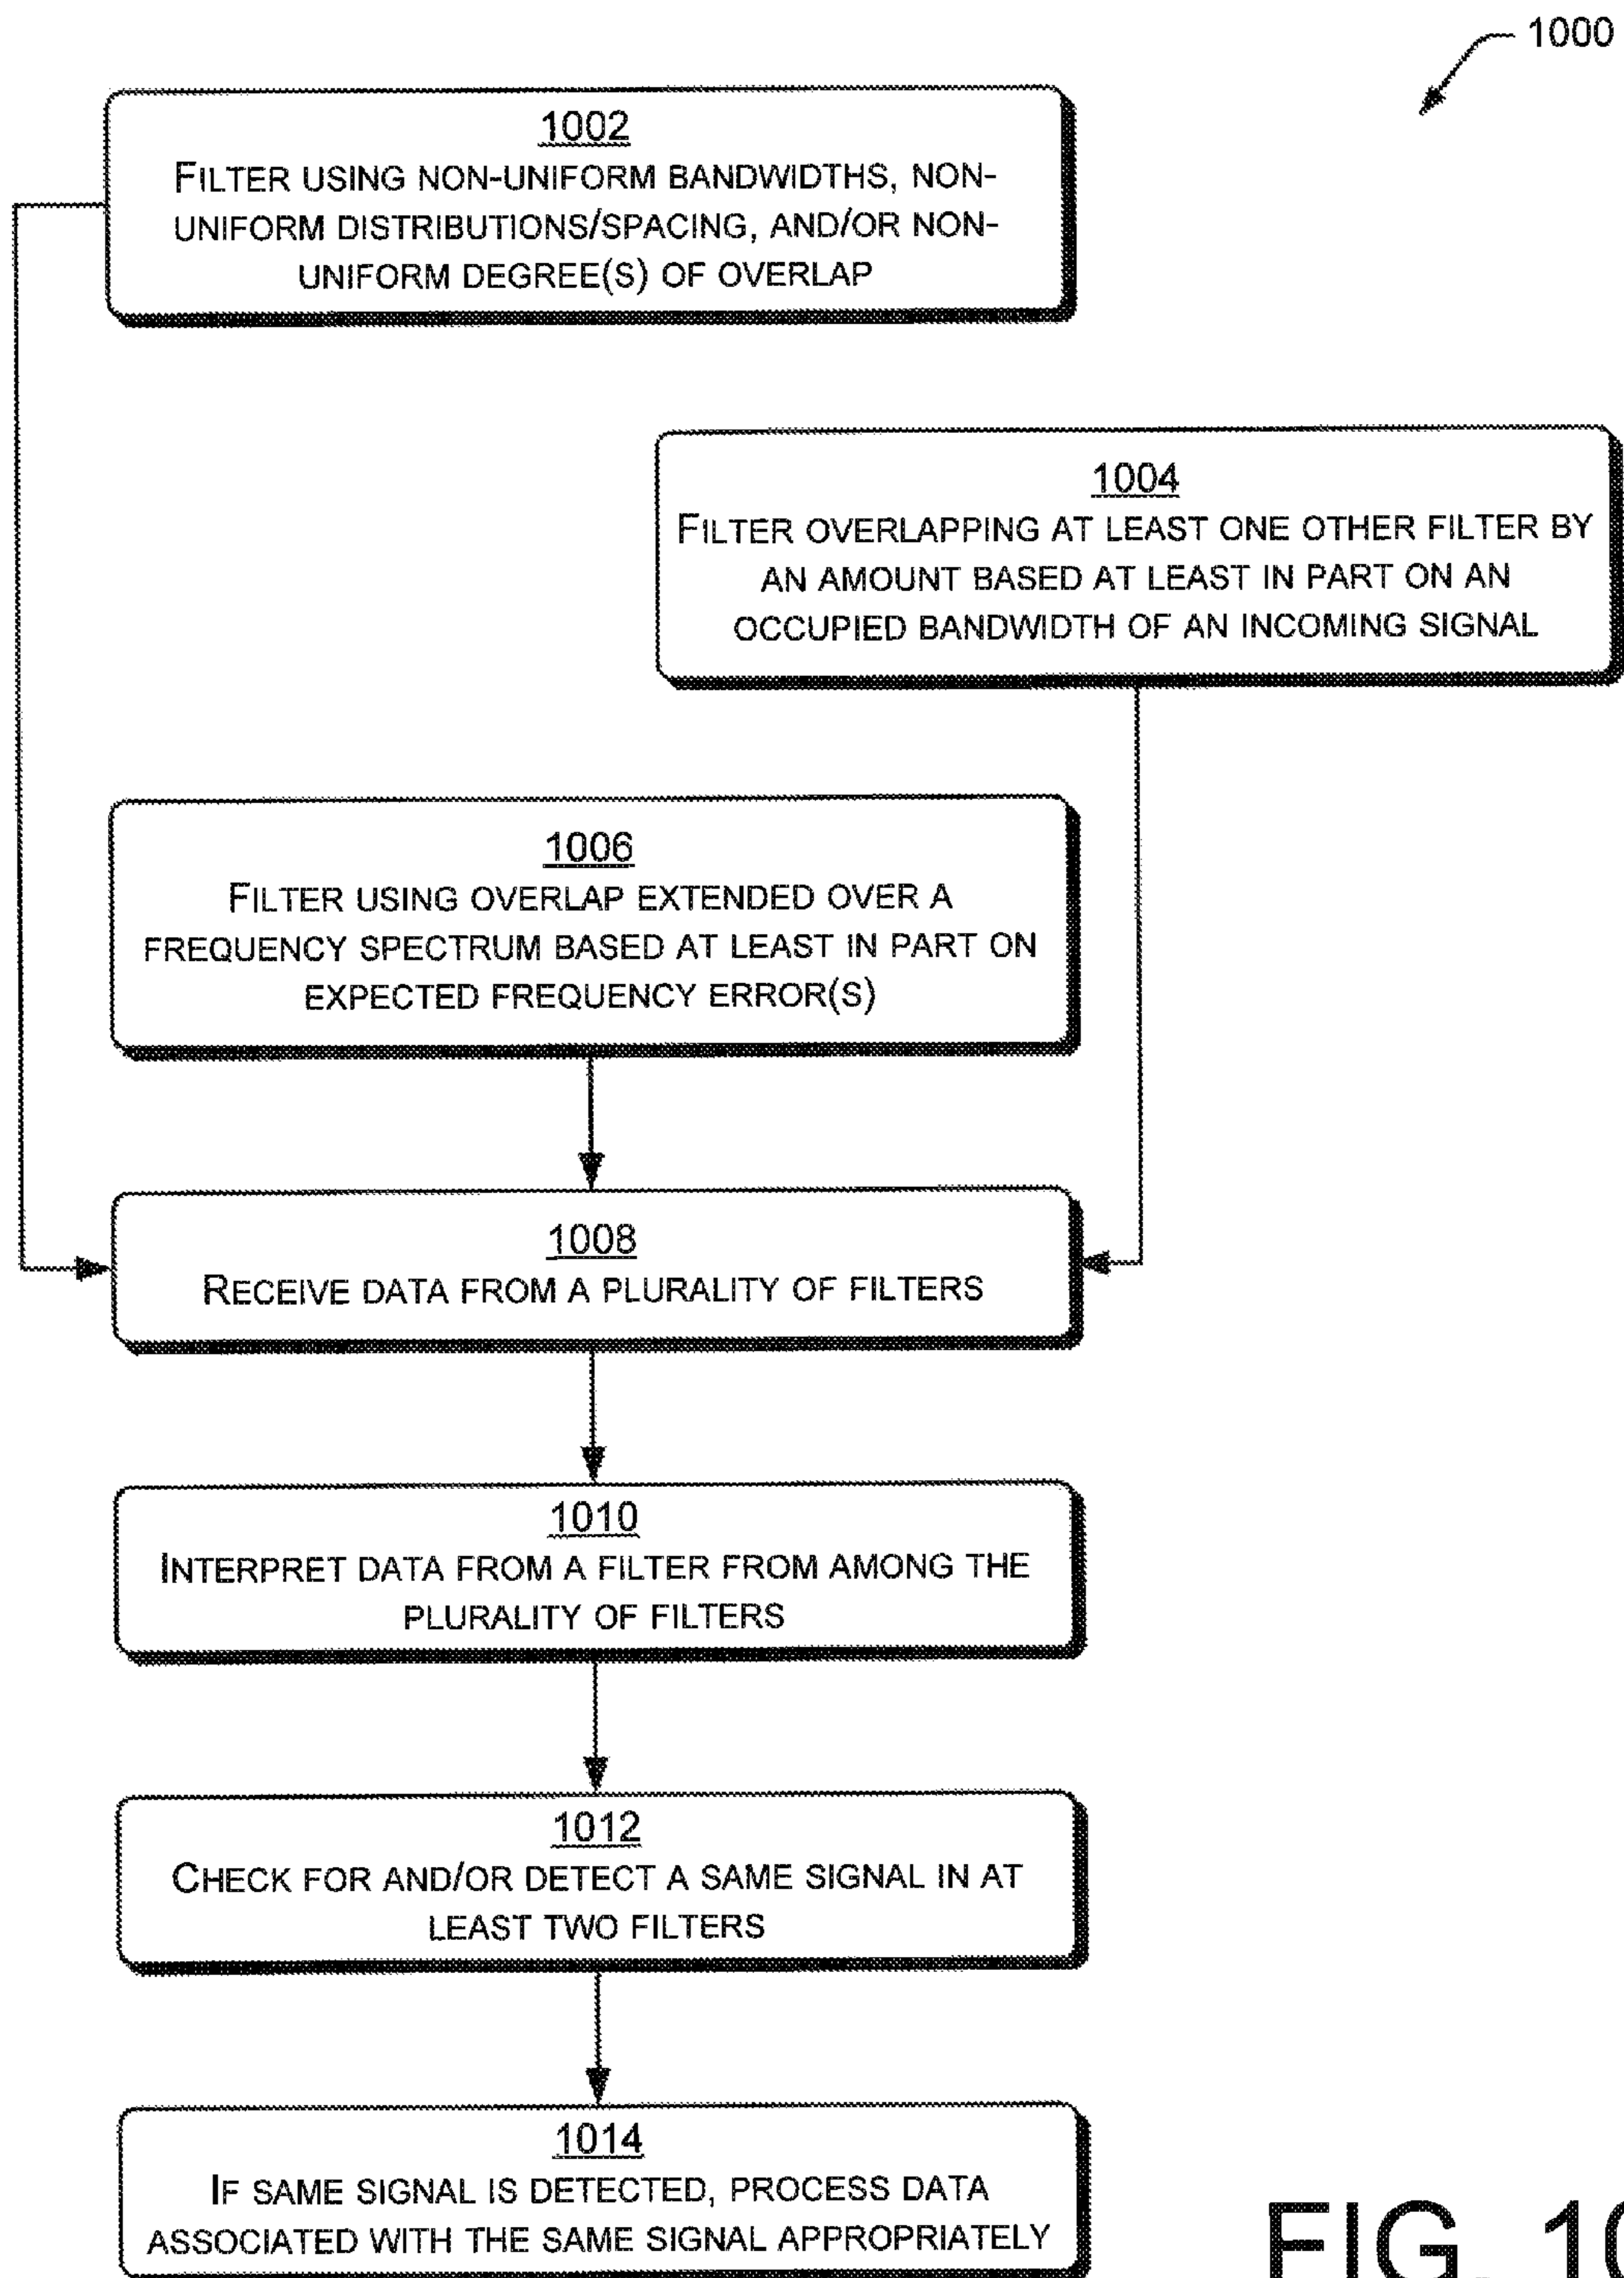 1000
1002
FILTER USING NON-UNIFORM BANDWIDTHS, NON-
UNIFORM DISTRIBUTIONS/SPACING, AND/OR NON-
UNIFORM DEGREE(S) OF OVERLAP
1004
FILTER OVERLAPPING AT LEAST ONE OTHER FILTER BY
AN AMOUNT BASED AT LEAST IN PART ON AN
OCCUPIED BANDWIDTH OF AN INCOMING SIGNAL
1006
FILTER USING OVERLAP EXTENDED OVER A
FREQUENCY SPECTRUM BASED AT LEAST IN PART ON
EXPECTED FREQUENCY ERROR(S)
1008
RECEIVE DATA FROM A PLURALITY OF FILTERS
1010
INTERPRET DATA FROM A FILTER FROM AMONG THE
PLURALITY OF FILTERS
1012
CHECK FOR AND/OR DETECT A SAME SIGNAL IN AT
LEAST TWO FILTERS
1014
IF SAME SIGNAL IS DETECTED, PROCESS DATA
ASSOCIATED WITH THE SAME SIGNAL APPROPRIATELY
FIG. 10